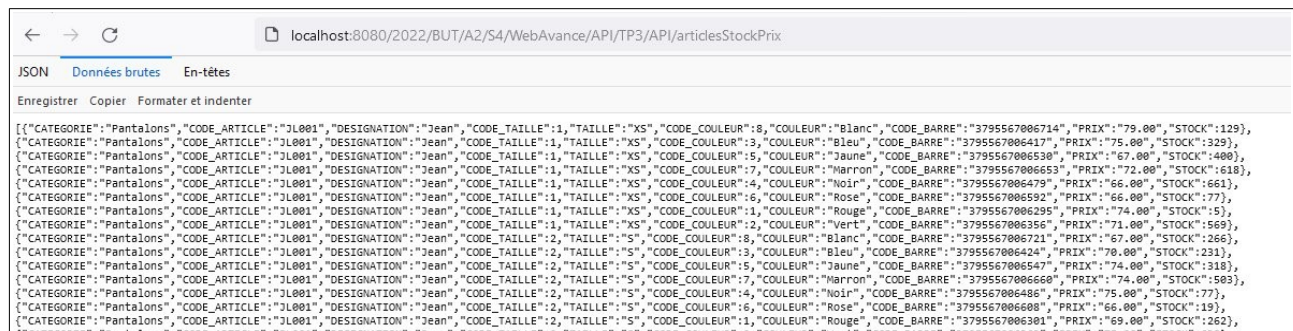 localhost:8080/2022/BUT/A2/S4/WebAvance/API/TP3/API/articlesStockPrix
JSON Données brutes En-têtes
Enregistrer Copier Formater et indenter
[{"CATEGORIE":"Pantalons","CODE_ARTICLE":"JL001","DESIGNATION":"Jean","CODE_TAILLE":1,"TAILLE":"XS","CODE_COULEUR":8,"COULEUR":"Blanc","CODE_BARRE":"3795567006714","PRIX":"79.00","STOCK":129},
{"CATEGORIE":"Pantalons","CODE_ARTICLE":"JL001","DESIGNATION":"Jean","CODE_TAILLE":1,"TAILLE":"XS","CODE_COULEUR":3,"COULEUR":"Bleu","CODE_BARRE":"3795567006417","PRIX":"75.00","STOCK":329},
{"CATEGORIE":"Pantalons","CODE_ARTICLE":"JL001","DESIGNATION":"Jean","CODE_TAILLE":1,"TAILLE":"XS","CODE_COULEUR":5,"COULEUR":"Jaune","CODE_BARRE":"3795567006530","PRIX":"67.00","STOCK":400},
{"CATEGORIE":"Pantalons","CODE_ARTICLE":"JL001","DESIGNATION":"Jean","CODE_TAILLE":1,"TAILLE":"XS","CODE_COULEUR":7,"COULEUR":"Marron","CODE_BARRE":"3795567006653","PRIX":"72.00","STOCK":618},
{"CATEGORIE":"Pantalons","CODE_ARTICLE":"JL001","DESIGNATION":"Jean","CODE_TAILLE":1,"TAILLE":"XS","CODE_COULEUR":4,"COULEUR":"Noir","CODE_BARRE":"3795567006479","PRIX":"66.00","STOCK":661},
{"CATEGORIE":"Pantalons","CODE_ARTICLE":"JL001","DESIGNATION":"Jean","CODE_TAILLE":1,"TAILLE":"XS","CODE_COULEUR":6,"COULEUR":"Rose","CODE_BARRE":"3795567006592","PRIX":"66.00","STOCK":77},
{"CATEGORIE":"Pantalons","CODE_ARTICLE":"JL001","DESIGNATION":"Jean","CODE_TAILLE":1,"TAILLE":"XS","CODE_COULEUR":1,"COULEUR":"Rouge","CODE_BARRE":"3795567006295","PRIX":"74.00","STOCK":5},
{"CATEGORIE":"Pantalons","CODE_ARTICLE":"JL001","DESIGNATION":"Jean","CODE_TAILLE":1,"TAILLE":"XS","CODE_COULEUR":2,"COULEUR":"Vert","CODE_BARRE":"3795567006356","PRIX":"71.00","STOCK":569},
{"CATEGORIE":"Pantalons","CODE_ARTICLE":"JL001","DESIGNATION":"Jean","CODE_TAILLE":2,"TAILLE":"S","CODE_COULEUR":8,"COULEUR":"Blanc","CODE_BARRE":"3795567006721","PRIX":"67.00","STOCK":266},
{"CATEGORIE":"Pantalons","CODE_ARTICLE":"JL001","DESIGNATION":"Jean","CODE_TAILLE":2,"TAILLE":"S","CODE_COULEUR":3,"COULEUR":"Bleu","CODE_BARRE":"3795567006424","PRIX":"70.00","STOCK":231},
{"CATEGORIE":"Pantalons","CODE_ARTICLE":"JL001","DESIGNATION":"Jean","CODE_TAILLE":2,"TAILLE":"S","CODE_COULEUR":5,"COULEUR":"Jaune","CODE_BARRE":"3795567006547","PRIX":"74.00","STOCK":318},
{"CATEGORIE":"Pantalons","CODE_ARTICLE":"JL001","DESIGNATION":"Jean","CODE_TAILLE":2,"TAILLE":"S","CODE_COULEUR":7,"COULEUR":"Marron","CODE_BARRE":"3795567006660","PRIX":"74.00","STOCK":503},
{"CATEGORIE":"Pantalons","CODE_ARTICLE":"JL001","DESIGNATION":"Jean","CODE_TAILLE":2,"TAILLE":"S","CODE_COULEUR":4,"COULEUR":"Noir","CODE_BARRE":"3795567006486","PRIX":"75.00","STOCK":77},
{"CATEGORIE":"Pantalons","CODE_ARTICLE":"JL001","DESIGNATION":"Jean","CODE_TAILLE":2,"TAILLE":"S","CODE_COULEUR":6,"COULEUR":"Rose","CODE_BARRE":"3795567006608","PRIX":"66.00","STOCK":19},
{"CATEGORIE":"Pantalons","CODE_ARTICLE":"JL001","DESIGNATION":"Jean","CODE_TAILLE":2,"TAILLE":"S","CODE_COULEUR":1,"COULEUR":"Rouge","CODE_BARRE":"3795567006301","PRIX":"69.00","STOCK":262},